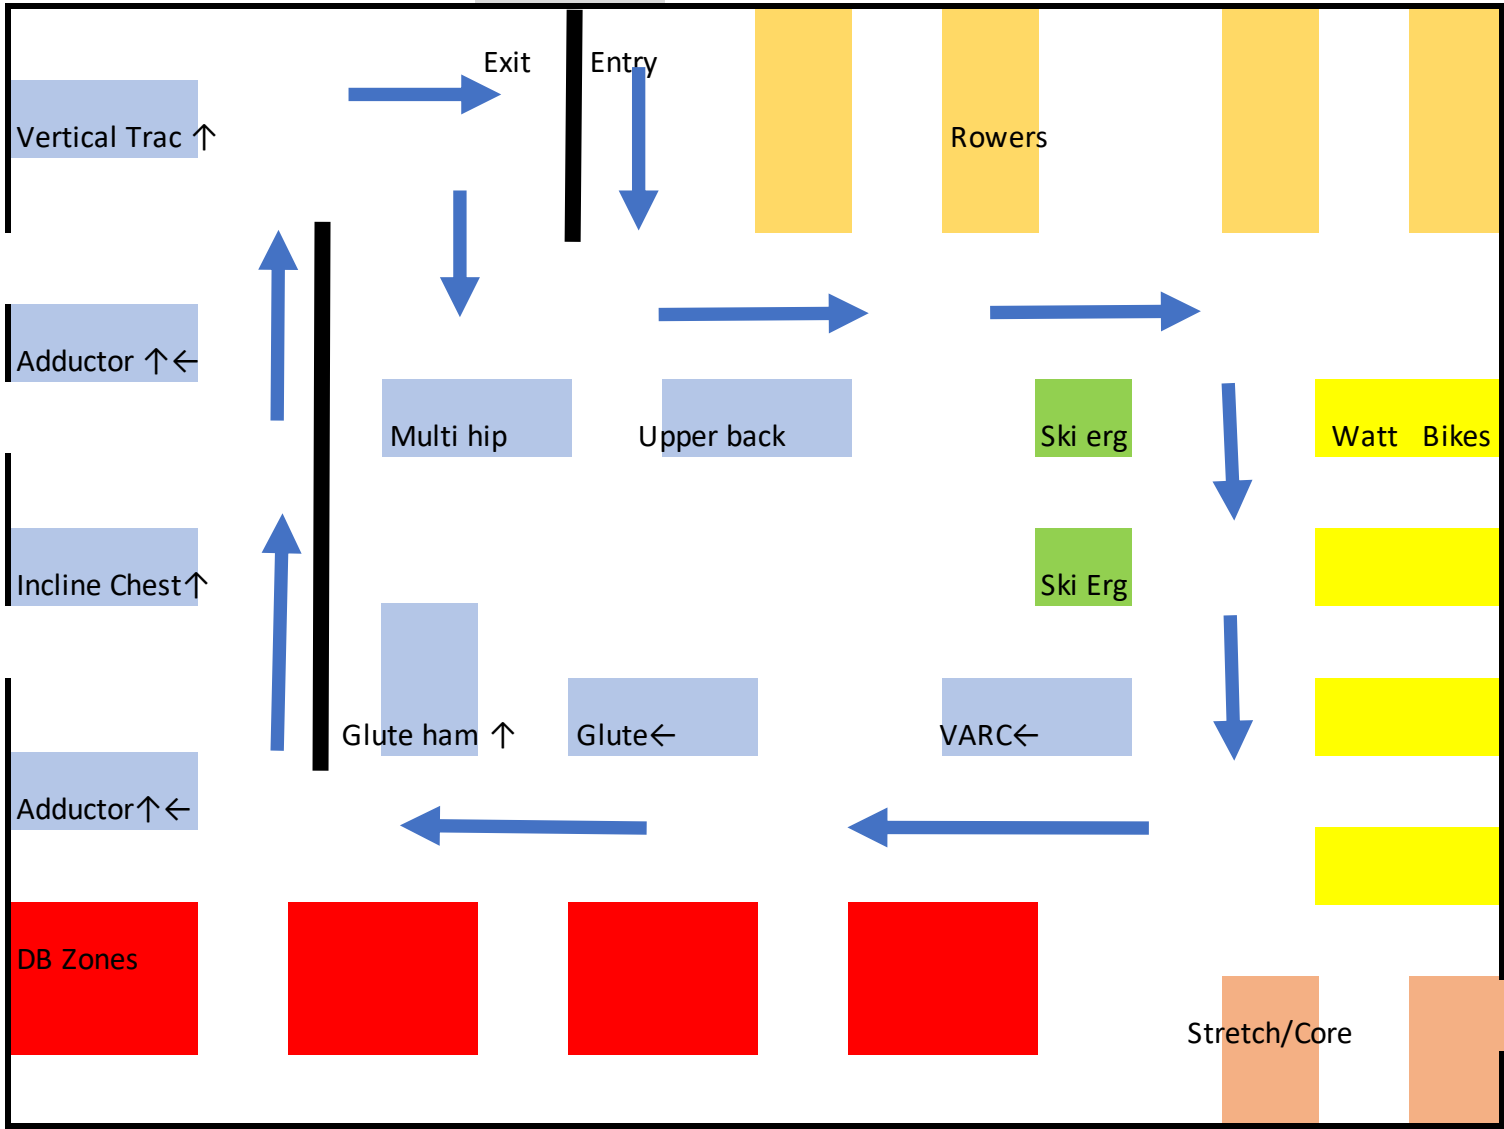 Exit Entry
Vertical Trac ↑ Rowers
Adductor ↑←
Multi hip Upper back Ski erg Watt Bikes
Incline Chest↑ Ski Erg
Glute ham ↑ Glute← VARC←
Adductor↑←
DB Zones
Stretch/Core